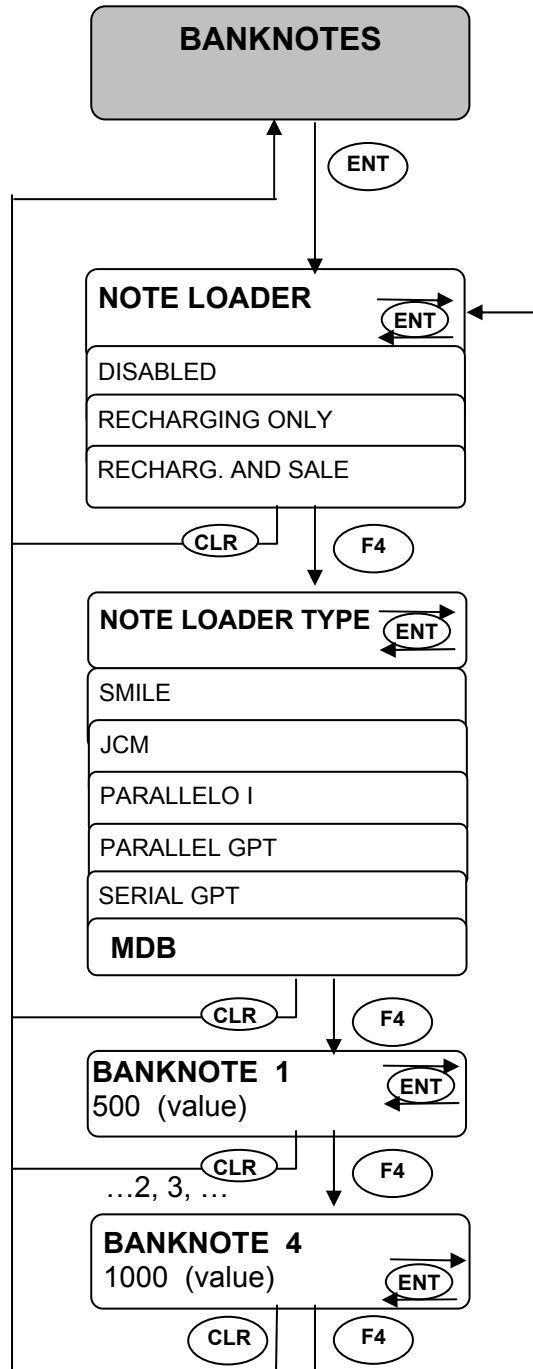 BANKNOTES
ENT
NOTE LOADER
ENT
DISABLED
RECHARGING ONLY
RECHARG. AND SALE
CLR
F4
NOTE LOADER TYPE
ENT
SMILE
JCM
PARALLELO I
PARALLEL GPT
SERIAL GPT
MDB
CLR
F4
BANKNOTE 1
ENT
500 (value)
CLR
F4
…2, 3, …
BANKNOTE 4
1000 (value)
ENT
CLR
F4